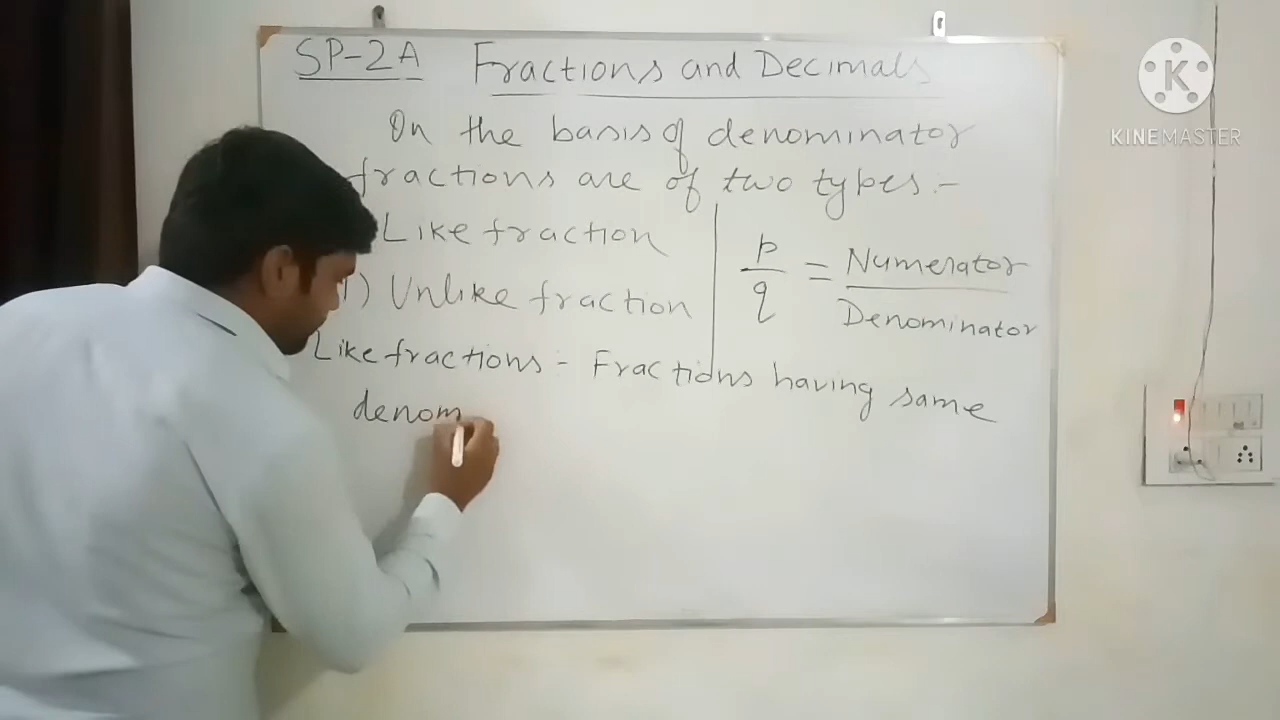 SP-2A Fractions and Decimals
On the basis of denominator
fractions are of two types:-
Like fraction
) Unlike fraction
p/q = Numerator/Denominator
Like fractions:- Fractions having same
denom
K
KINEMASTER